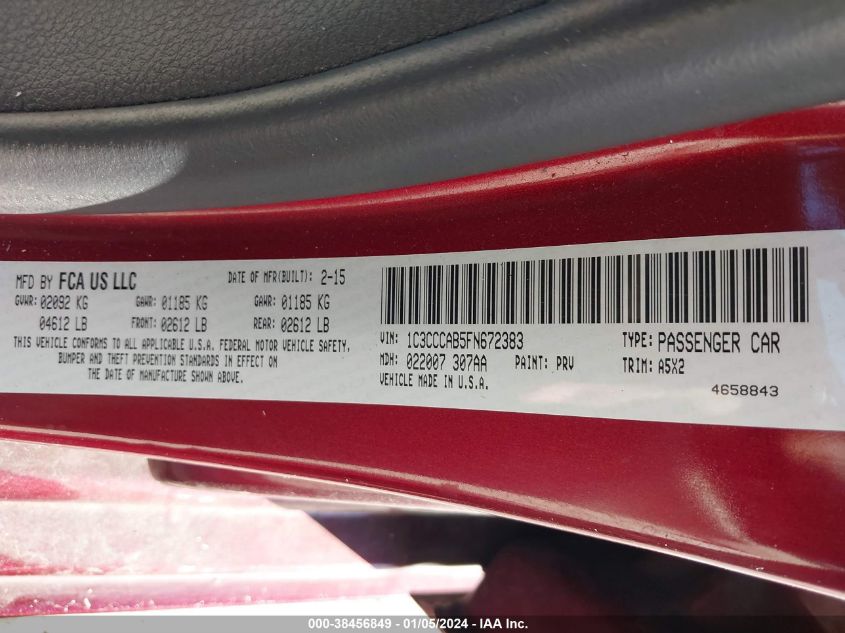 MFD BY FCA US LLC
DATE OF MFR(BUILT): 2-15
GVWR: 02092 KG GAWR: 01185 KG GAWR: 01185 KG
04612 LB FRONT: 02612 LB REAR: 02612 LB
THIS VEHICLE CONFORMS TO ALL APPLICABLE U.S.A. FEDERAL MOTOR VEHICLE SAFETY,
BUMPER AND THEFT PREVENTION STANDARDS IN EFFECT ON
THE DATE OF MANUFACTURE SHOWN ABOVE.
VIN: 1C3CCCAB5FN672383 TYPE: PASSENGER CAR
MDH: 022007 307AA PAINT: PRV TRIM: A5X2
VEHICLE MADE IN U.S.A.
4658843
000-38456849 - 01/05/2024 - IAA Inc.